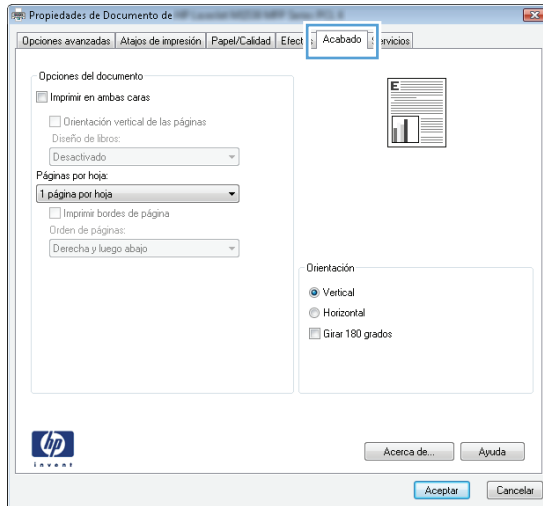 Propiedades de Documento de
Opciones avanzadas Atajos de impresión Papel/Calidad Acabado
Opciones del documento
Imprimir en ambas caras
Orientación vertical de las páginas
Diseño de libros:
Desactivado
Páginas por hoja:
1 página por hoja
Imprimir bordes de página
Orden de páginas:
Derecha y luego abajo
E
Orientación
Vertical
Horizontal
Girar 180 grados
hp
invent
Acerca de... Ayuda
Aceptar Cancelar